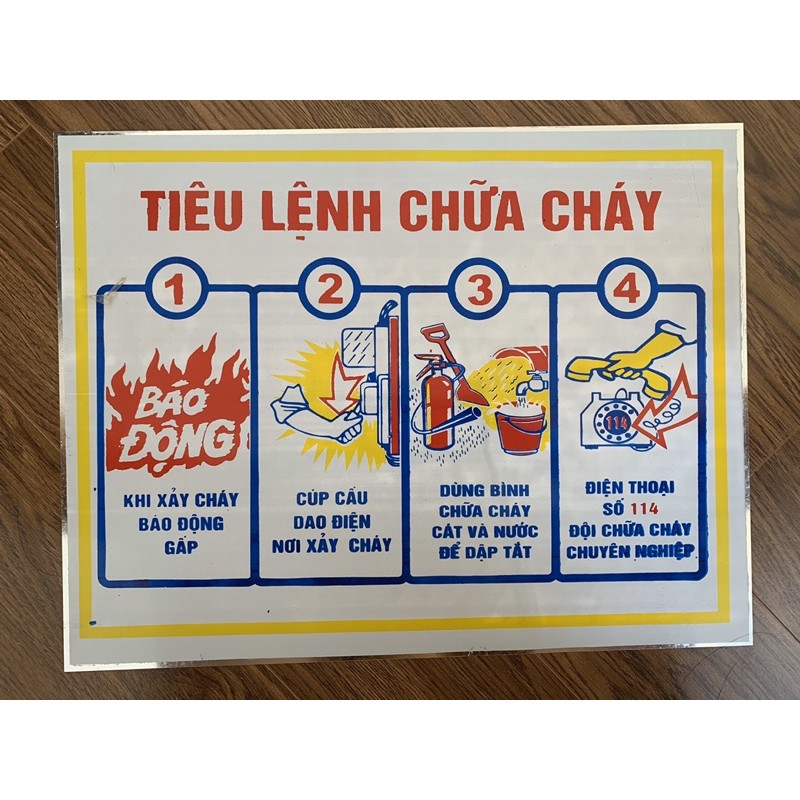 TIÊU LỆNH CHỮA CHÁY
1
BÁO
ĐỘNG
KHI XẢY CHÁY
BÁO ĐỘNG
GẤP
2
CÚP CẦU
DAO ĐIỆN
NƠI XẢY CHÁY
3
DÙNG BÌNH
CHỮA CHÁY
CÁT VÀ NƯỚC
ĐỂ DẬP TẮT
4
114
ĐIỆN THOẠI
SỐ 114
ĐỘI CHỮA CHÁY
CHUYÊN NGHIỆP